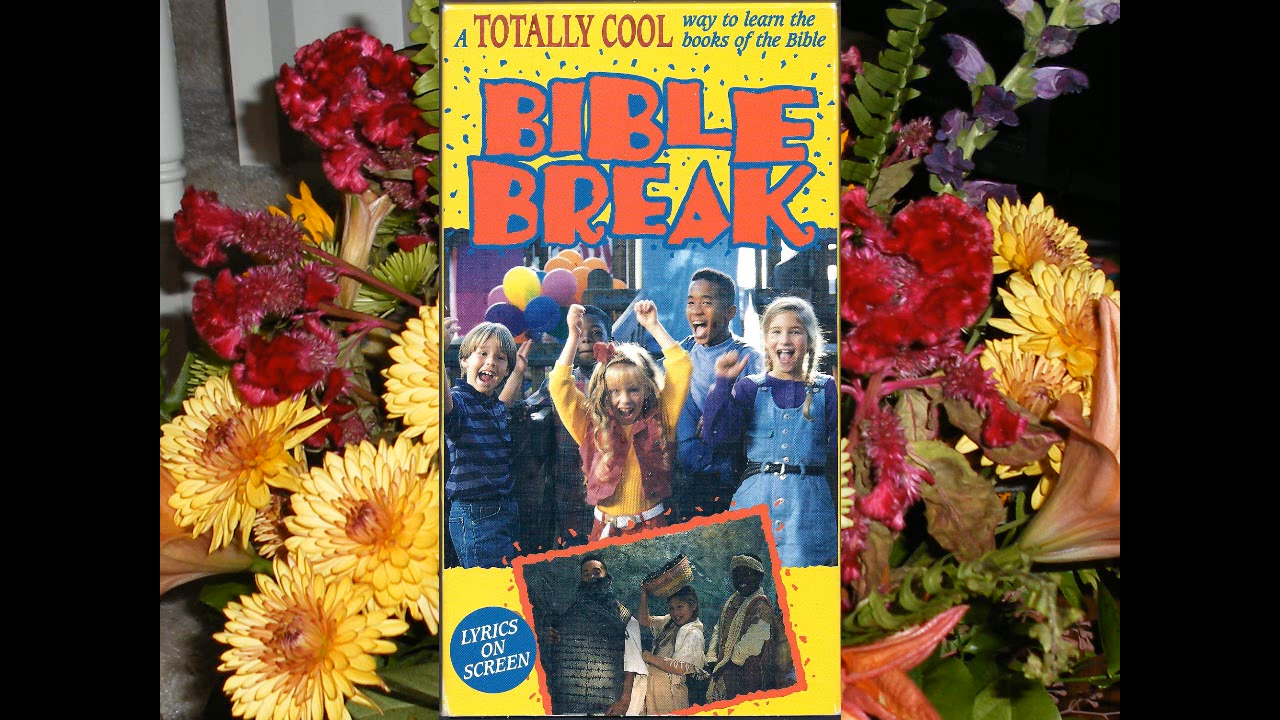 A TOTALLY COOL way to learn the
books of the Bible
BIBLE
BREAK
LYRICS
ON
SCREEN